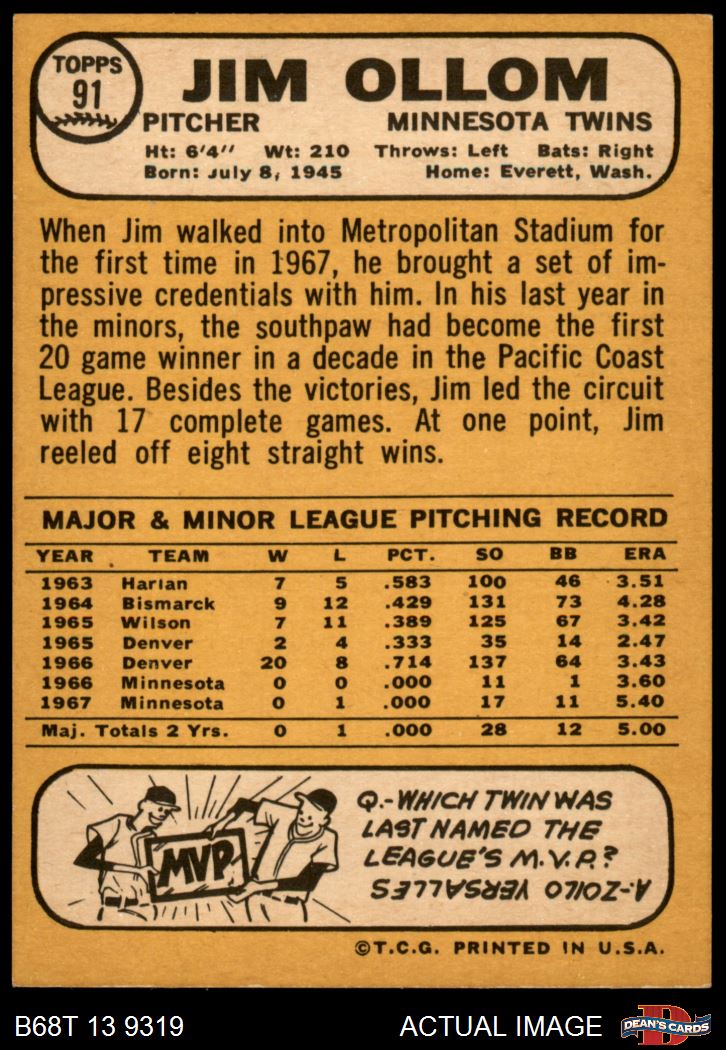 TOPPS
91
JIM OLLOM
PITCHER MINNESOTA TWINS
Ht: 6'4" Wt: 210 Throws: Left Bats: Right
Born: July 8, 1945 Home: Everett, Wash.
When Jim walked into Metropolitan Stadium for
the first time in 1967, he brought a set of im-
pressive credentials with him. In his last year in
the minors, the southpaw had become the first
20 game winner in a decade in the Pacific Coast
League. Besides the victories, Jim led the circuit
with 17 complete games. At one point, Jim
reeled off eight straight wins.
MAJOR & MINOR LEAGUE PITCHING RECORD
YEAR TEAM W L PCT. SO BB ERA
1963 Harlan 7 5 .583 100 46 3.51
1964 Bismarck 9 12 .429 131 73 4.28
1965 Wilson 7 11 .389 125 67 3.42
1965 Denver 2 4 .333 35 14 2.47
1966 Denver 20 8 .714 137 64 3.43
1966 Minnesota 0 0 .000 11 1 3.60
1967 Minnesota 0 1 .000 17 11 5.40
Maj. Totals 2 Yrs. 0 1 .000 28 12 5.00
MVP
Q.-WHICH TWIN WAS
LAST NAMED THE
LEAGUE'S M.V.P.?
A.-ZOILO VERSALLES
©T.C.G. PRINTED IN U.S.A.
B68T 13 9319 ACTUAL IMAGE D DEAN'S CARDS